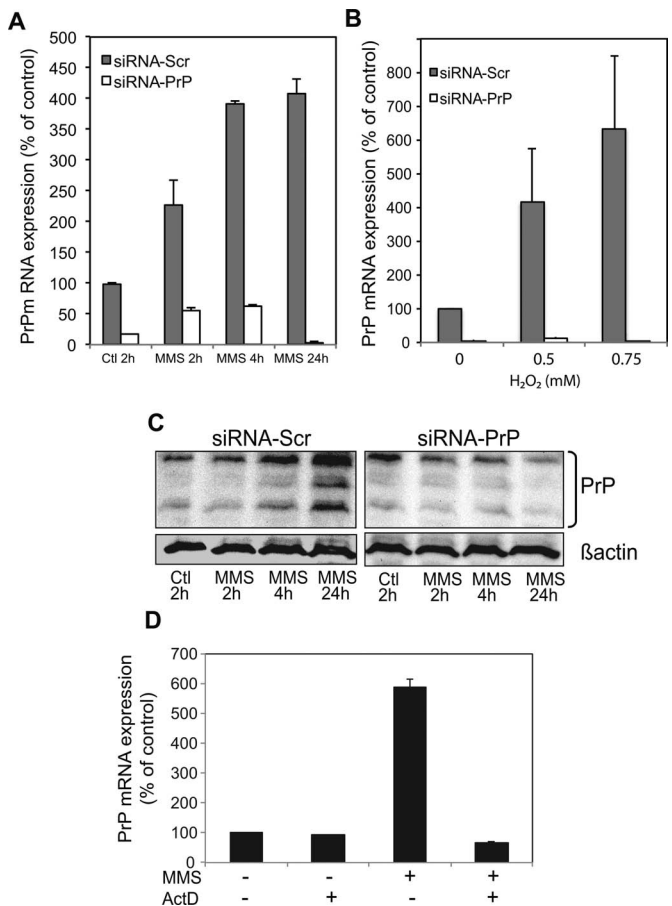 A
PrPm RNA expression (% of control)
500
450
400
350
300
250
200
150
100
50
0
siRNA-Scr
siRNA-PrP
Ctl 2h MMS 2h MMS 4h MMS 24h
B
PrP mRNA expression (% of control)
800
700
600
500
400
300
200
100
0
siRNA-Scr
siRNA-PrP
0 0.5 0.75
H₂O₂ (mM)
C
siRNA-Scr siRNA-PrP
PrP
ßactin
Ctl MMS MMS MMS Ctl MMS MMS MMS
2h 2h 4h 24h 2h 2h 4h 24h
D
PrP mRNA expression
(% of control)
700
600
500
400
300
200
100
0
MMS - - + +
ActD - + - +